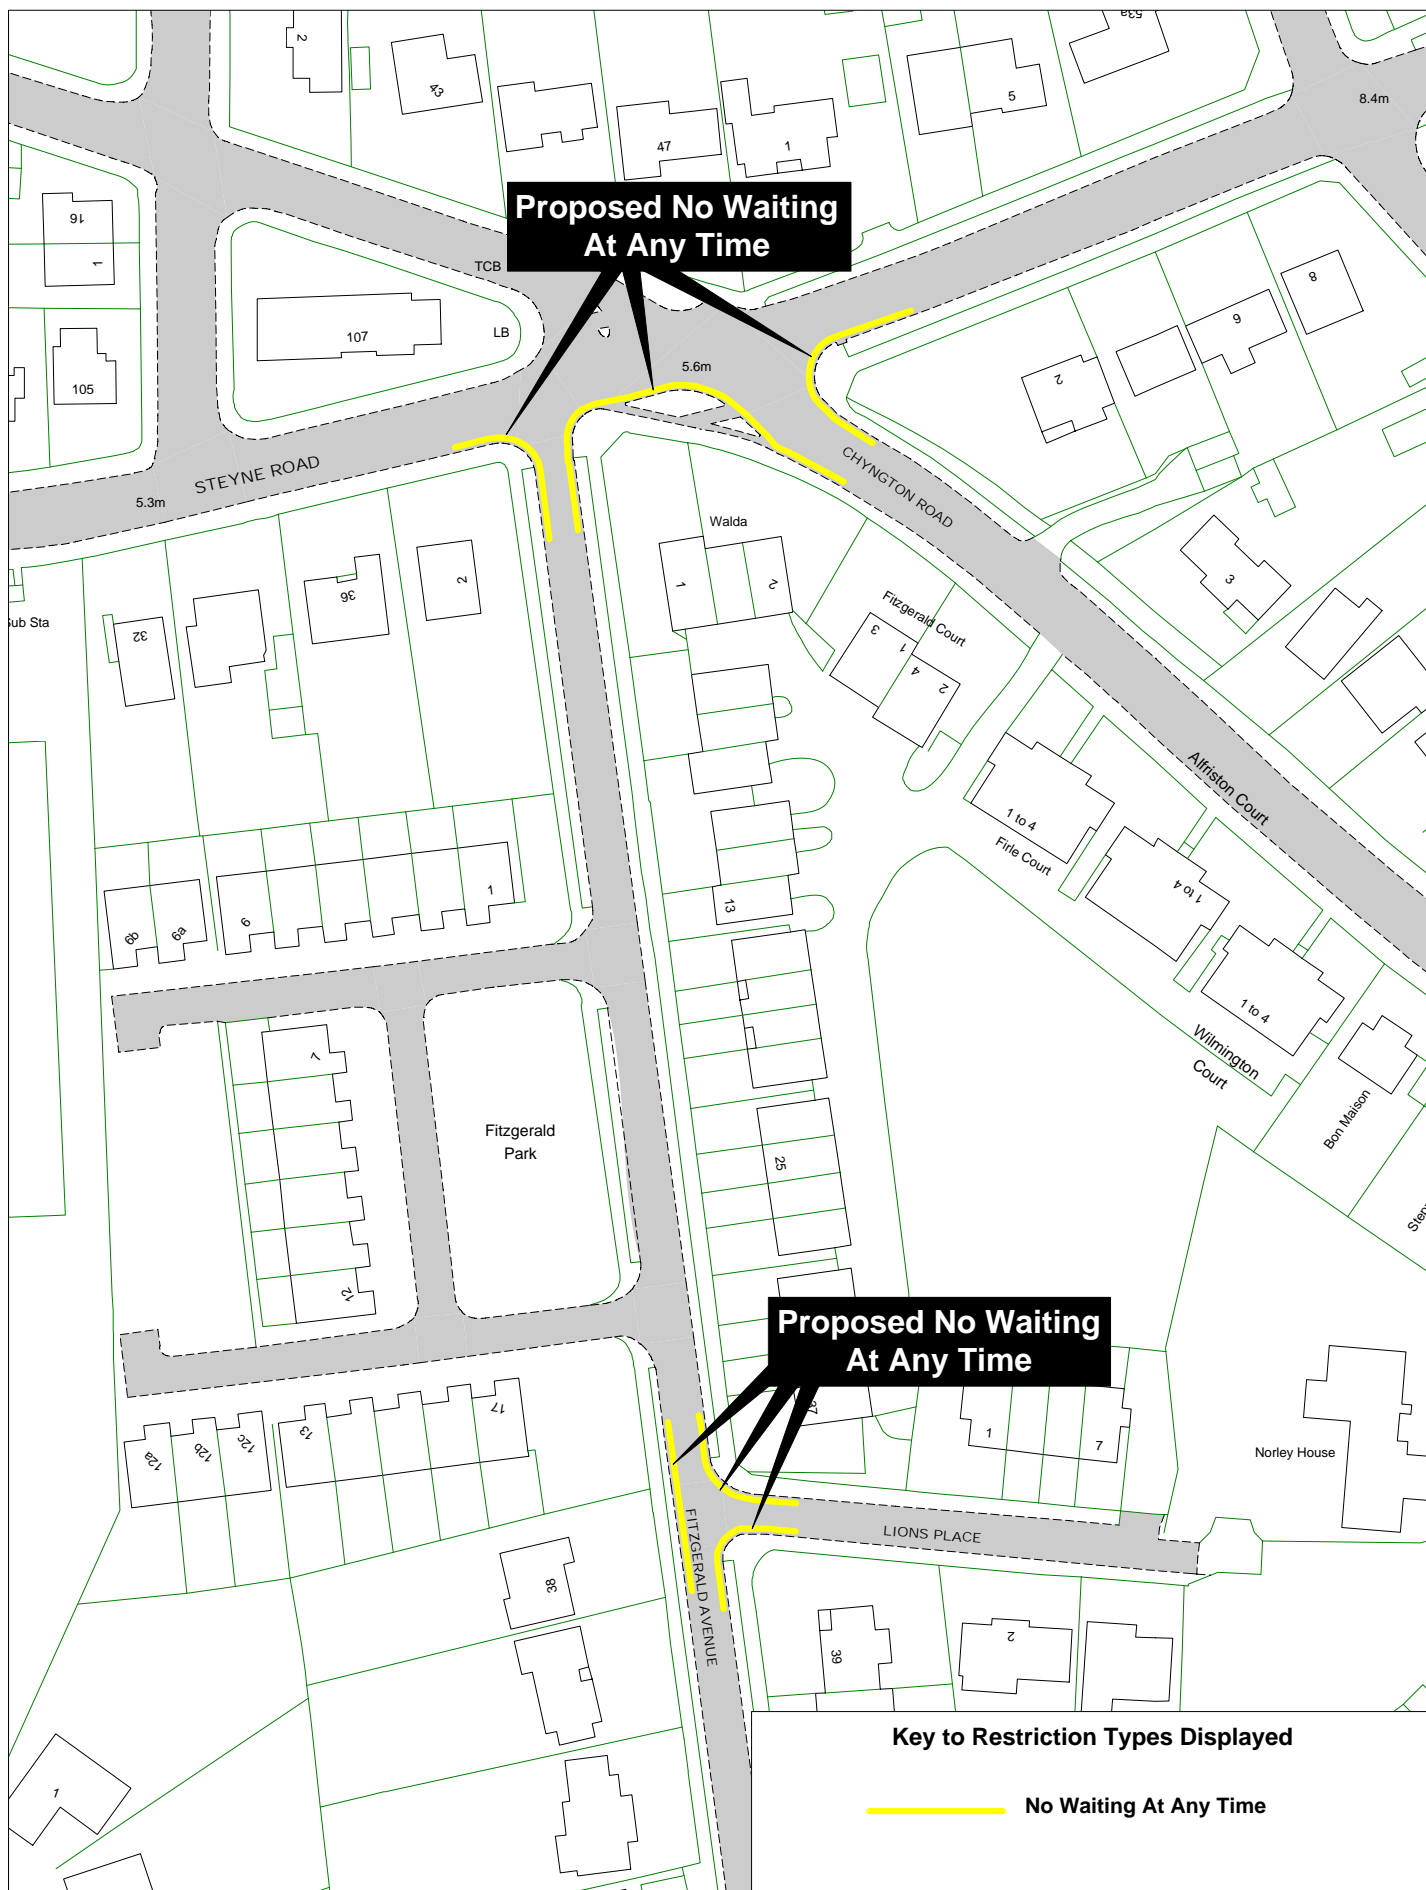 2
43
47
1
5
53a
8.4m
16
1
Proposed No Waiting
At Any Time
TCB
LB
107
105
5.6m
8
6
2
STEYNE ROAD
5.3m
CHYNGTON ROAD
Walda
1
2
3
Sub Sta
32
36
2
Fitzgerald Court
3
1
4
2
Alfriston Court
1 to 4
Firle Court
1 to 4
1 to 4
Wilmington
Court
Bon Maison
6b
6a
6
1
13
7
Fitzgerald
Park
25
12
Proposed No Waiting
At Any Time
37
1
7
Norley House
12a
12b
12c
13
17
LIONS PLACE
FITZGERALD AVENUE
38
39
2
1
Key to Restriction Types Displayed
No Waiting At Any Time